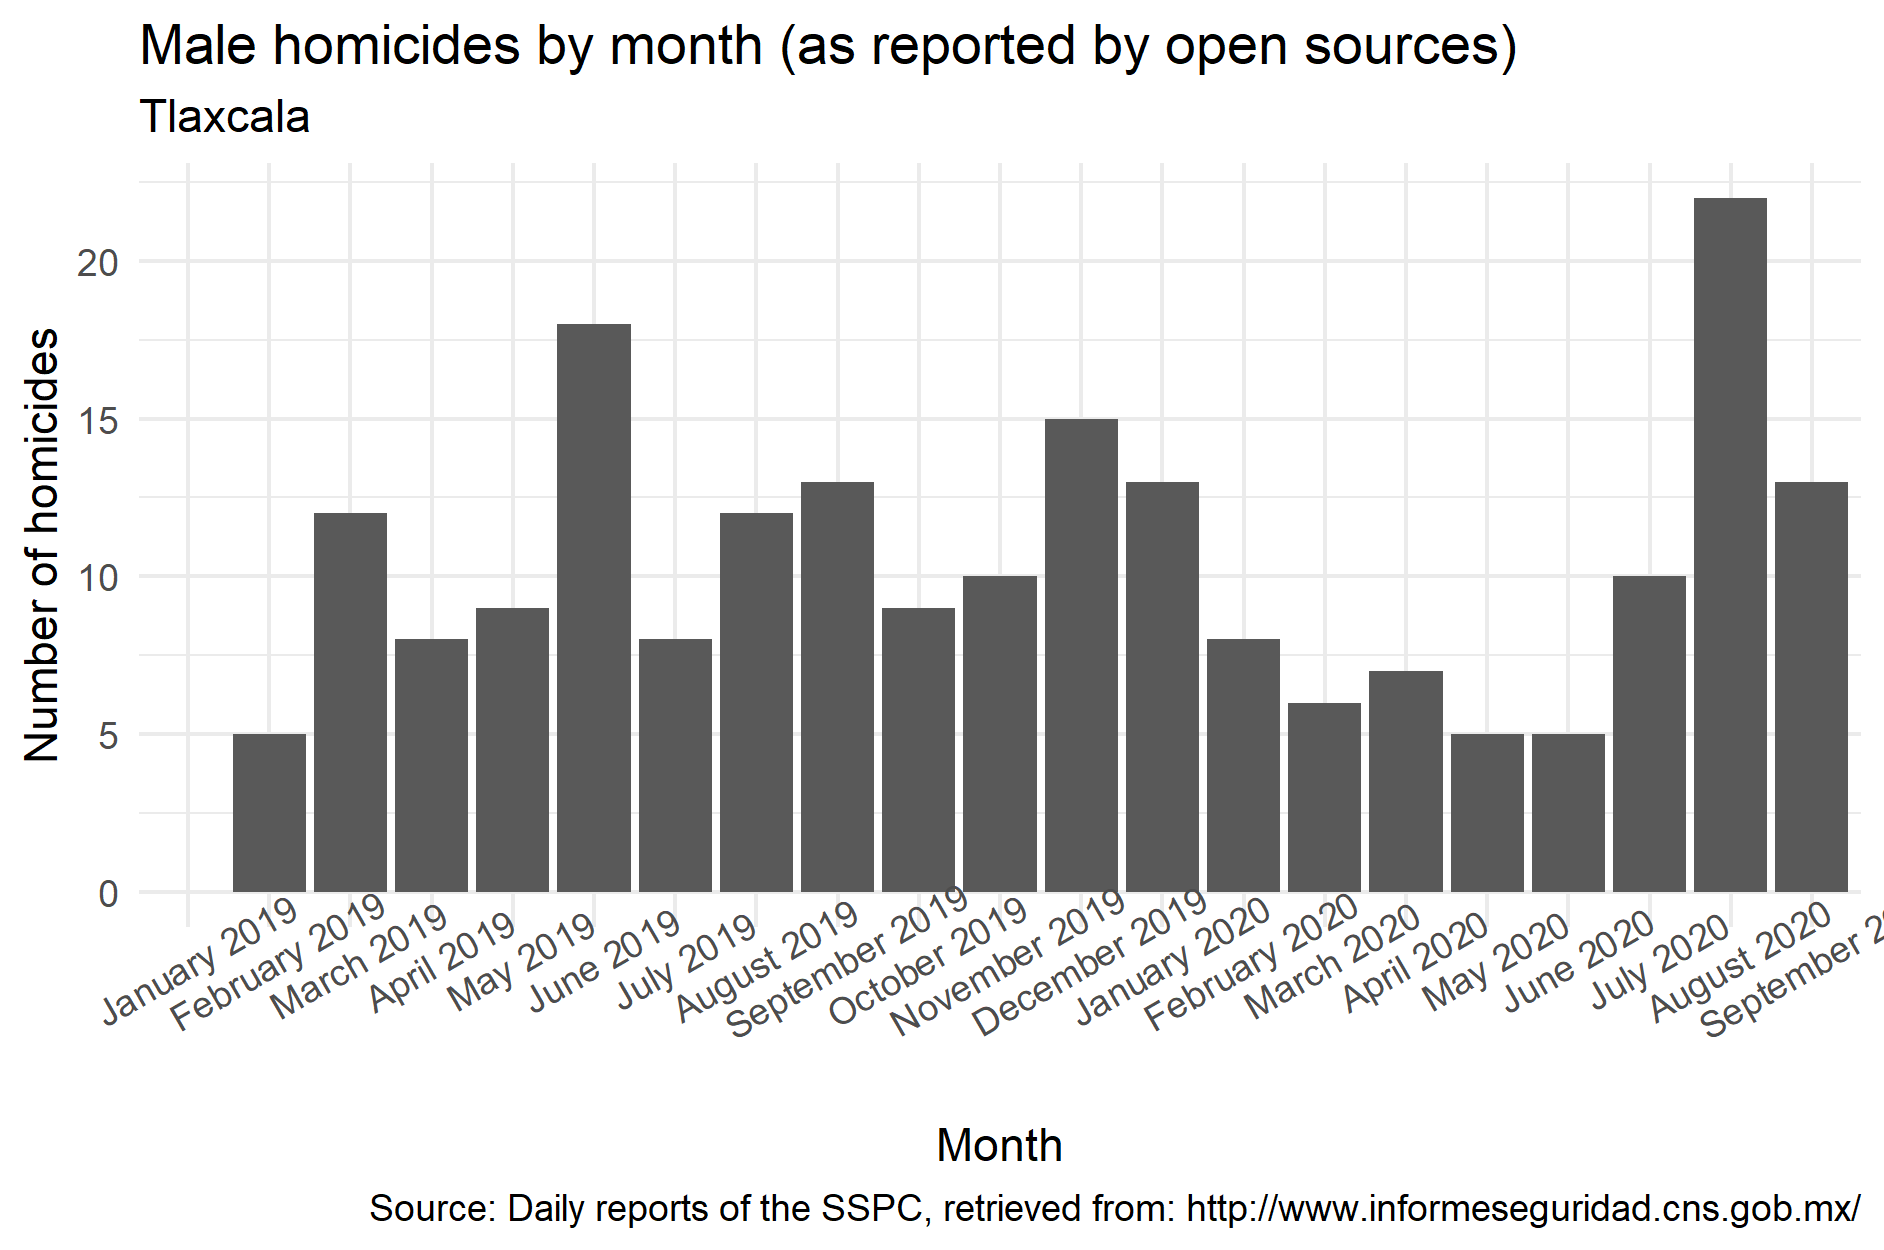 Male homicides by month (as reported by open sources)
Tlaxcala
Number of homicides
20
15
10
5
0
January 2019
February 2019
March 2019
April 2019
May 2019
June 2019
July 2019
August 2019
September 2019
October 2019
November 2019
December 2019
January 2020
February 2020
March 2020
April 2020
May 2020
June 2020
July 2020
August 2020
September 2
Month
Source: Daily reports of the SSPC, retrieved from: http://www.informeseguridad.cns.gob.mx/